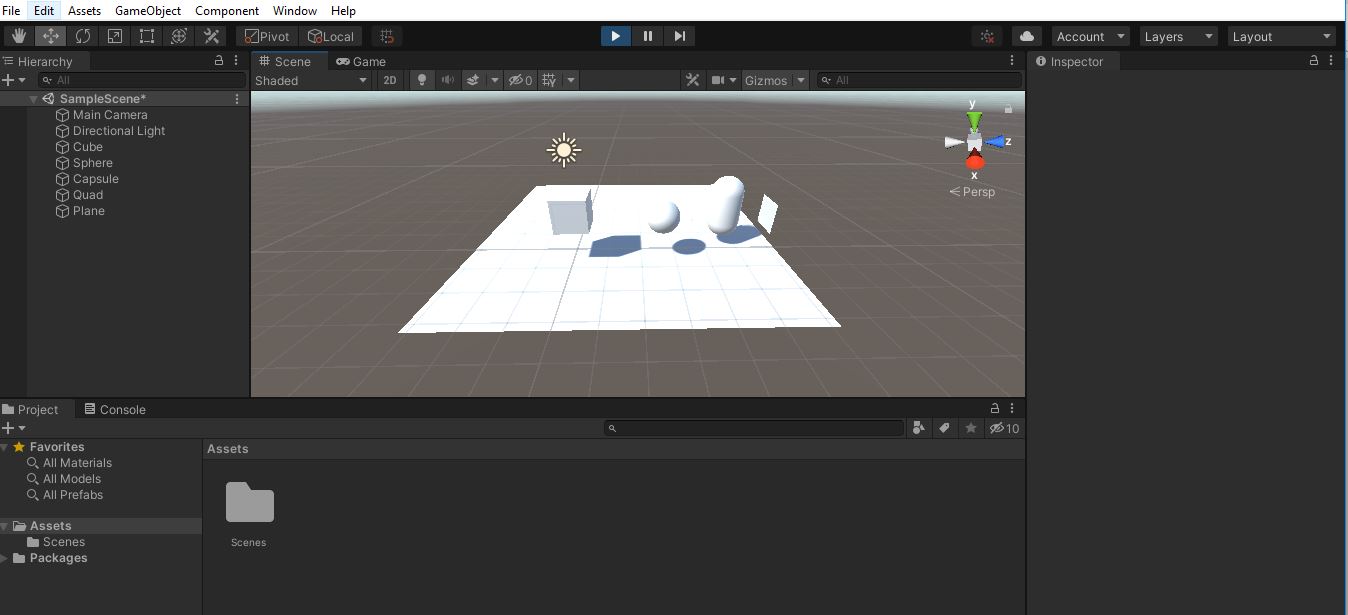 File Edit Assets GameObject Component Window Help
Pivot Local Account Layers Layout
Hierarchy
All
SampleScene*
Main Camera
Directional Light
Cube
Sphere
Capsule
Quad
Plane
Scene Game
Shaded 2D 0 Gizmos All
y
z
x
Persp
Inspector
Project Console
10
Favorites
All Materials
All Models
All Prefabs
Assets
Scenes
Packages
Assets
Scenes